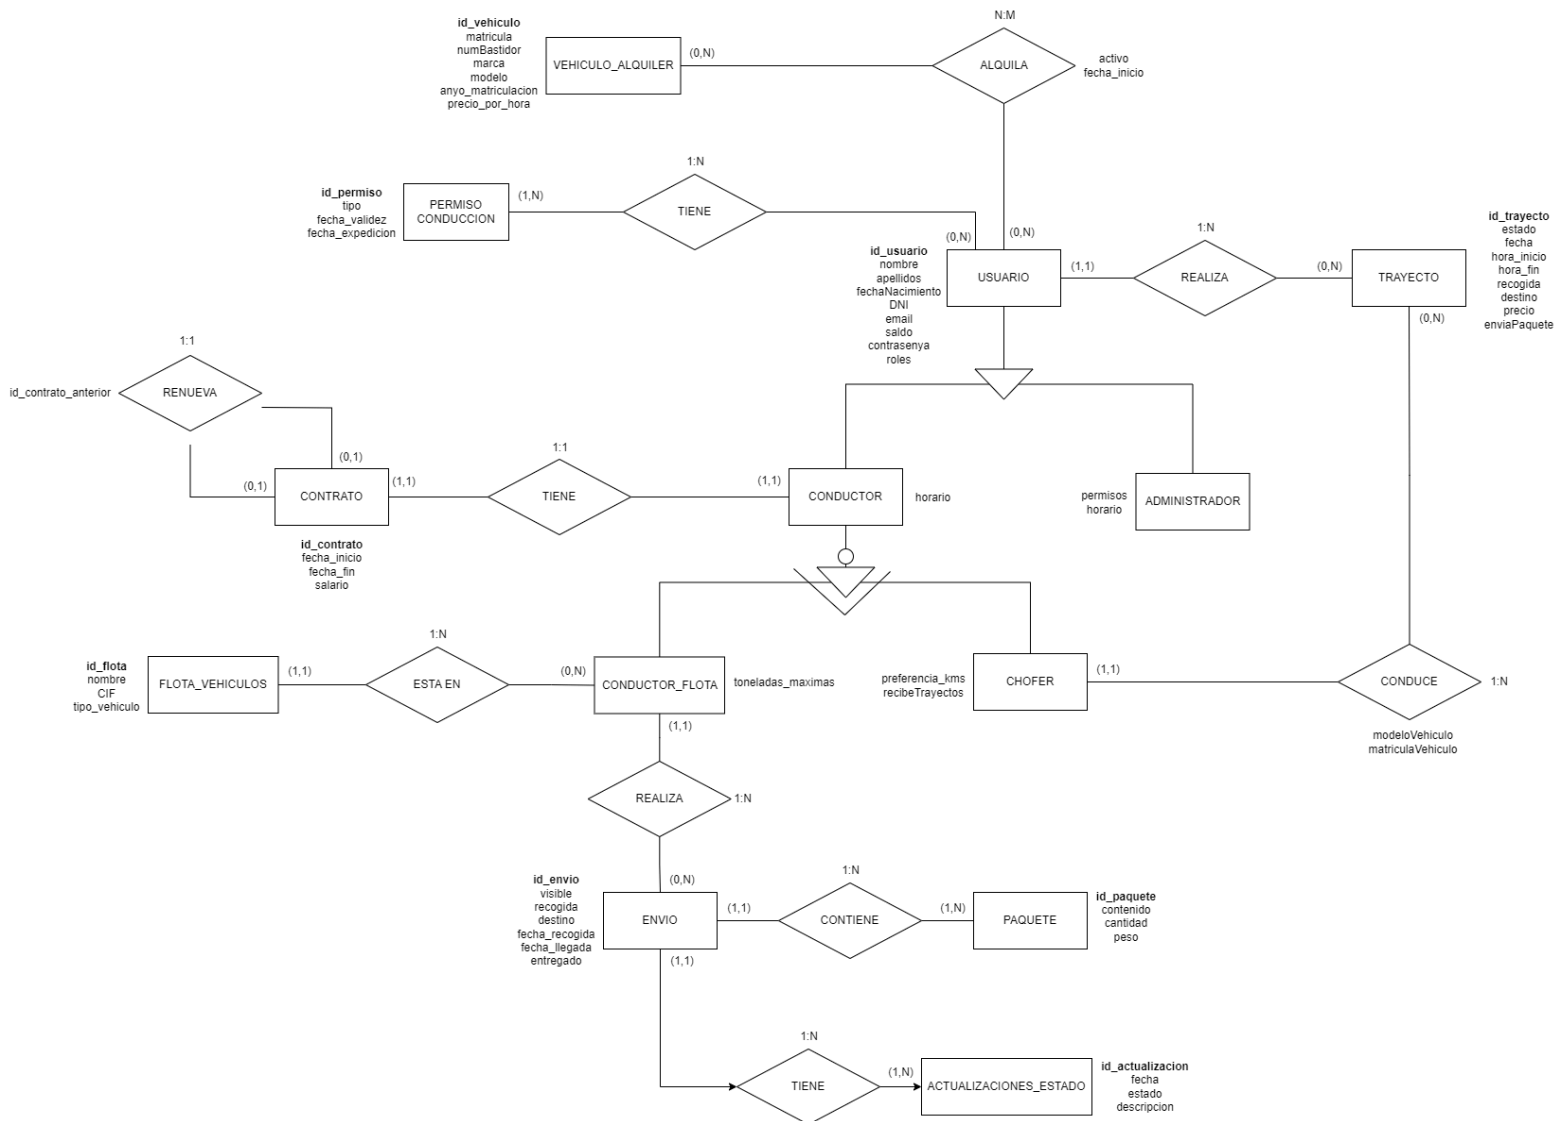 N:M
id_vehiculo
matricula
numBastidor
marca
modelo
anyo_matriculacion
precio_por_hora
VEHICULO_ALQUILER
(0,N)
ALQUILA
activo
fecha_inicio
1:N
id_permiso
tipo
fecha_validez
fecha_expedicion
PERMISO
CONDUCCION
(1,N)
TIENE
(0,N)
(0,N)
id_usuario
nombre
apellidos
fechaNacimiento
DNI
email
saldo
contrasenya
roles
USUARIO
(1,1)
1:N
REALIZA
(0,N)
TRAYECTO
(0,N)
id_trayecto
estado
fecha
hora_inicio
hora_fin
recogida
destino
precio
enviaPaquete
1:1
id_contrato_anterior
RENUEVA
(0,1)
(0,1)
CONTRATO
(1,1)
id_contrato
fecha_inicio
fecha_fin
salario
1:1
TIENE
(1,1)
CONDUCTOR
horario
permisos
horario
ADMINISTRADOR
id_flota
nombre
CIF
tipo_vehiculo
FLOTA_VEHICULOS
(1,1)
1:N
ESTA EN
(0,N)
CONDUCTOR_FLOTA
toneladas_maximas
(1,1)
preferencia_kms
recibeTrayectos
CHOFER
(1,1)
CONDUCE
1:N
modeloVehiculo
matriculaVehiculo
REALIZA
1:N
(0,N)
id_envio
visible
recogida
destino
fecha_recogida
fecha_llegada
entregado
ENVIO
(1,1)
(1,1)
1:N
CONTIENE
(1,N)
PAQUETE
id_paquete
contenido
cantidad
peso
1:N
TIENE
(1,N)
ACTUALIZACIONES_ESTADO
id_actualizacion
fecha
estado
descripcion